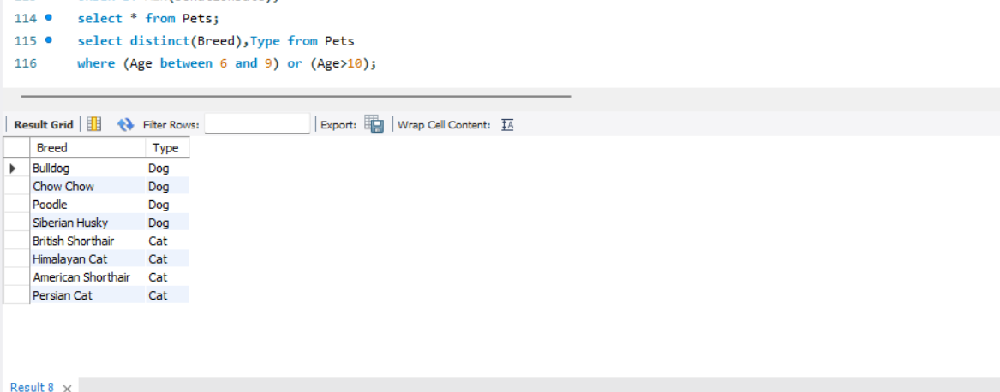 114 select * from Pets;
115 select distinct(Breed),Type from Pets
116 where (Age between 6 and 9) or (Age>10);
Result Grid Filter Rows: Export: Wrap Cell Content: IA
Breed Type
Bulldog Dog
Chow Chow Dog
Poodle Dog
Siberian Husky Dog
British Shorthair Cat
Himalayan Cat Cat
American Shorthair Cat
Persian Cat Cat
Result 8 ×